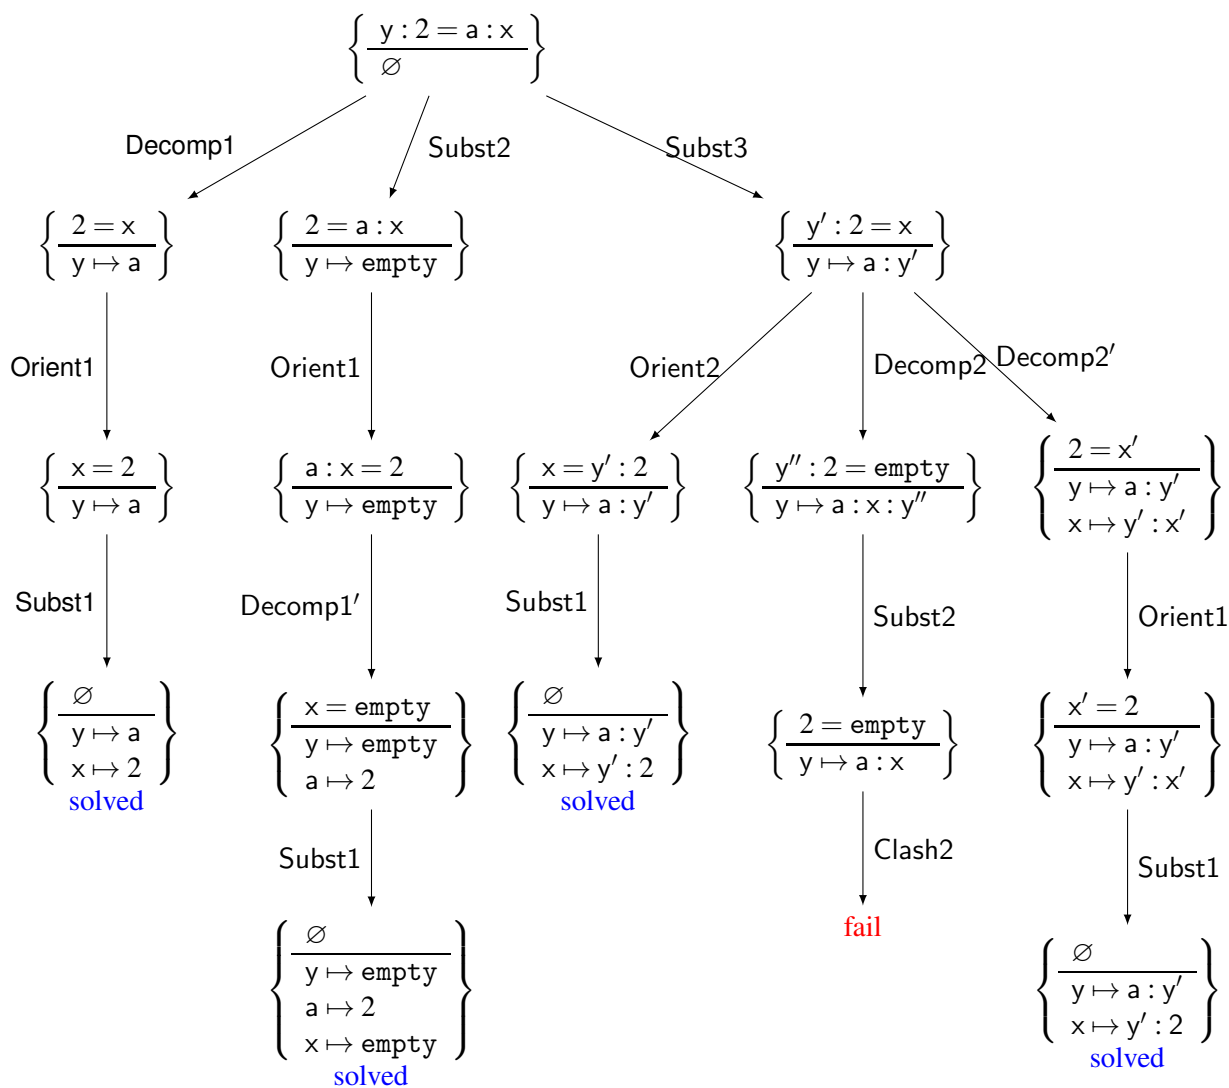 y : 2 = a : x
∅
Decomp1
Subst2
Subst3
2 = x
y ↦ a
2 = a : x
y ↦ empty
y′ : 2 = x
y ↦ a : y′
Orient1
Orient1
Orient2
Decomp2
Decomp2′
x = 2
y ↦ a
a : x = 2
y ↦ empty
x = y′ : 2
y ↦ a : y′
y′′ : 2 = empty
y ↦ a : x : y′′
2 = x′
y ↦ a : y′
x ↦ y′ : x′
Subst1
Decomp1′
Subst1
Subst2
Orient1
∅
y ↦ a
x ↦ 2
solved
x = empty
y ↦ empty
a ↦ 2
∅
y ↦ a : y′
x ↦ y′ : 2
solved
2 = empty
y ↦ a : x
x′ = 2
y ↦ a : y′
x ↦ y′ : x′
Subst1
Clash2
Subst1
∅
y ↦ empty
a ↦ 2
x ↦ empty
solved
fail
∅
y ↦ a : y′
x ↦ y′ : 2
solved